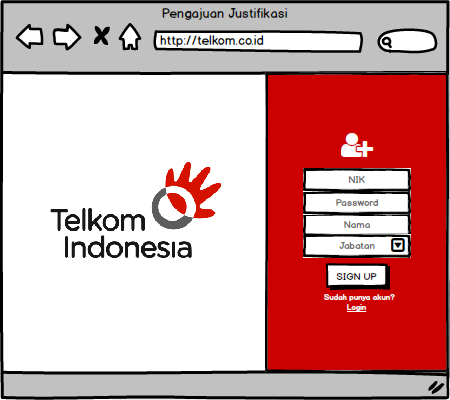 Pengajuan Justifikasi
http://telkom.co.id
Telkom
Indonesia
NIK
Password
Nama
Jabatan
SIGN UP
Sudah punya akun?
Login